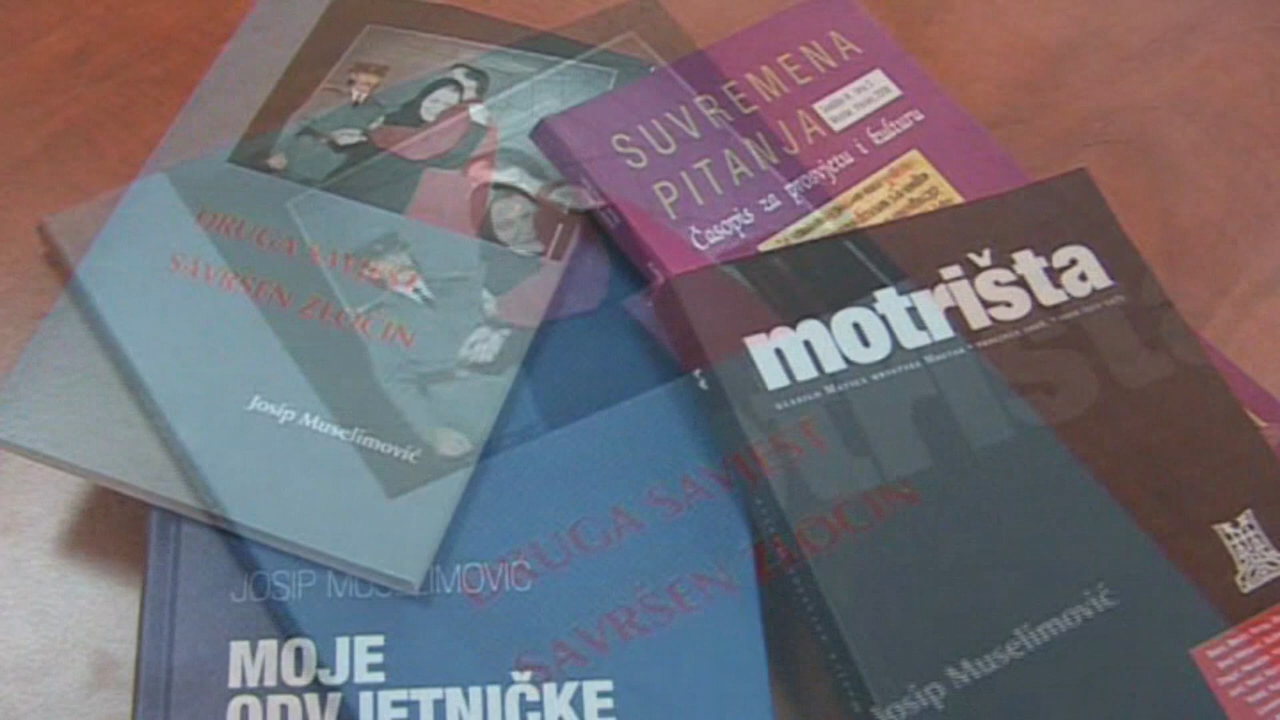 SUVREMENA
PITANJA
Časopis za prosvjetu i kulturu
motrišta
DRUGA SAVJEST
SAVRŠEN ZLOČIN
Josip Muselimović
DRUGA SAVJEST
SAVRŠEN ZLOČIN
Josip Muselimović
JOSIP MUSELIMOVIĆ
MOJE
ODVJETNIČKE